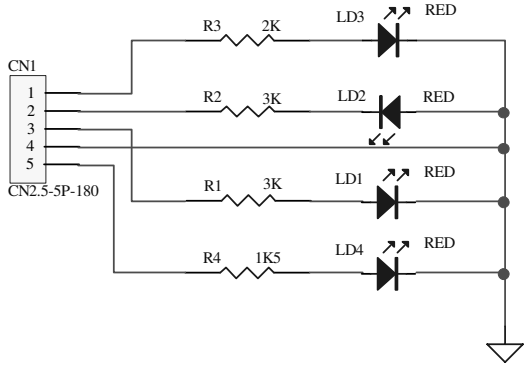 R3 2K LD3 RED
CN1
1
2 R2 3K LD2 RED
3
4
5 R1 3K LD1 RED
CN2.5-5P-180
R4 1K5 LD4 RED